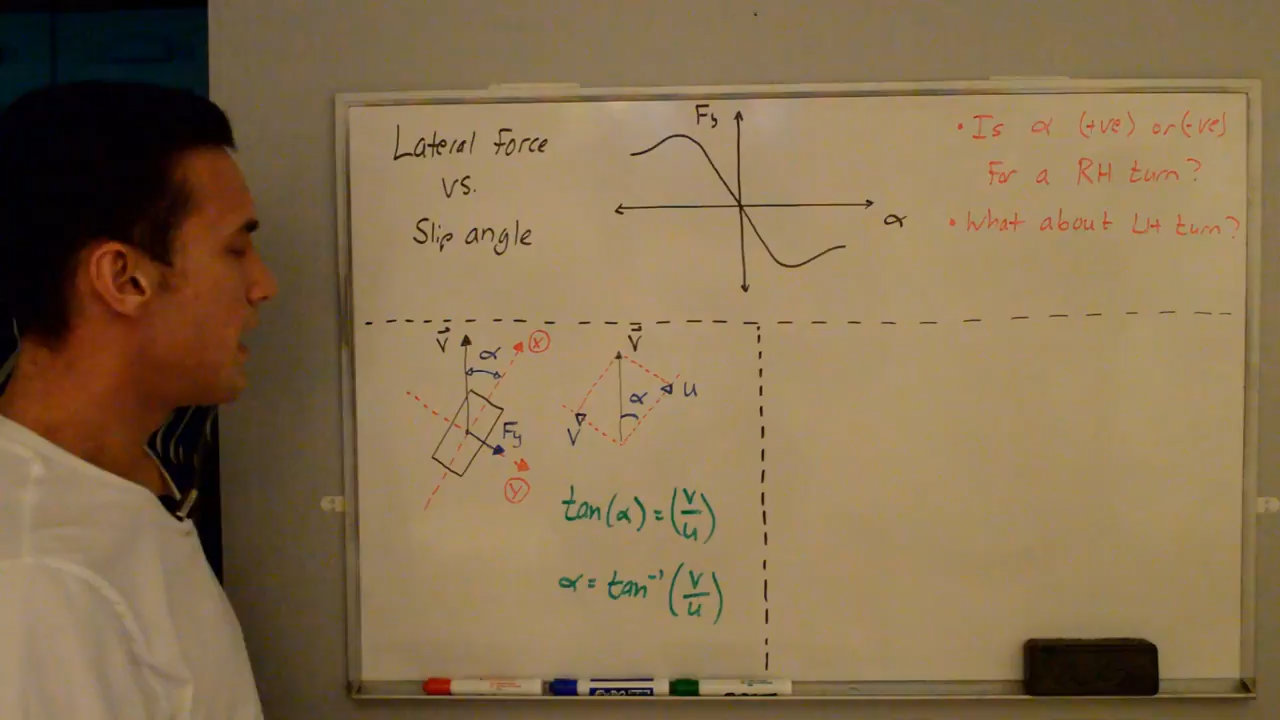 Lateral Force
vs.
Slip angle
Fy
α
• Is α (+ve) or (-ve)
for a RH turn?
• What about LH turn?
V⃗
α
x
Fy
y
V⃗
α
u
v
tan(α) = (v/u)
α = tan⁻¹(v/u)